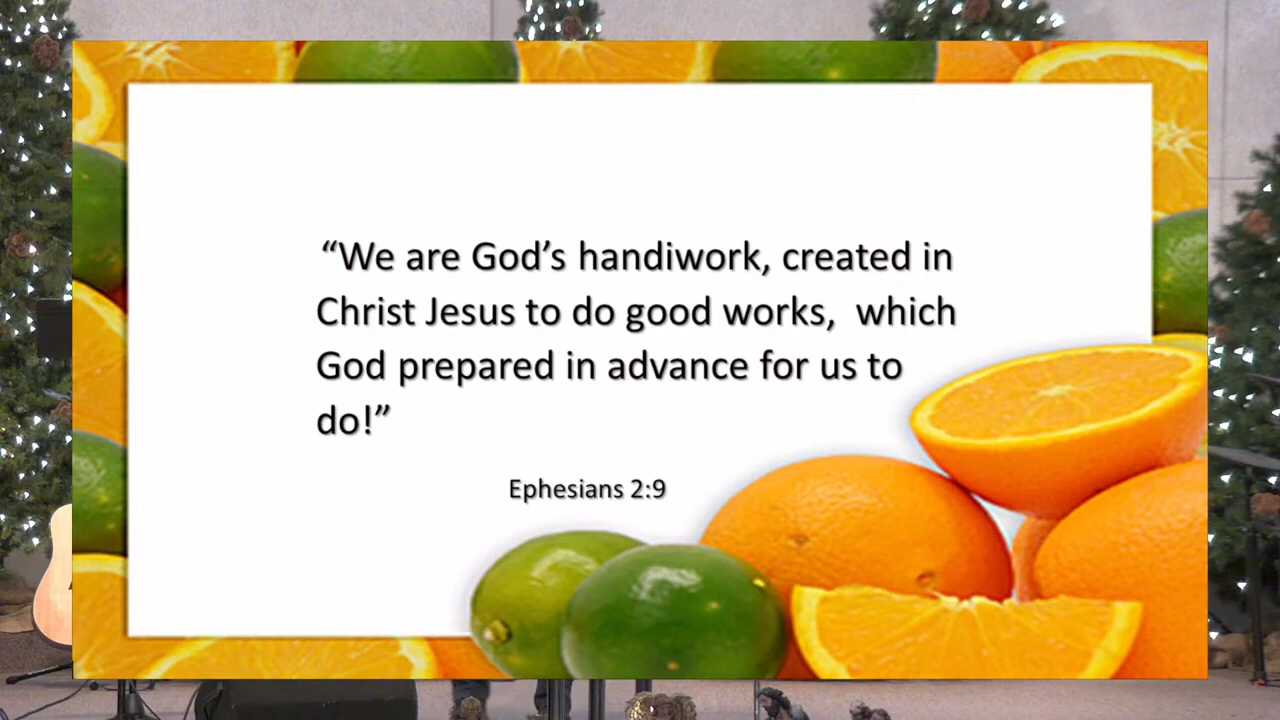 “We are God’s handiwork, created in
Christ Jesus to do good works,  which
God prepared in advance for us to
do!”
Ephesians 2:9